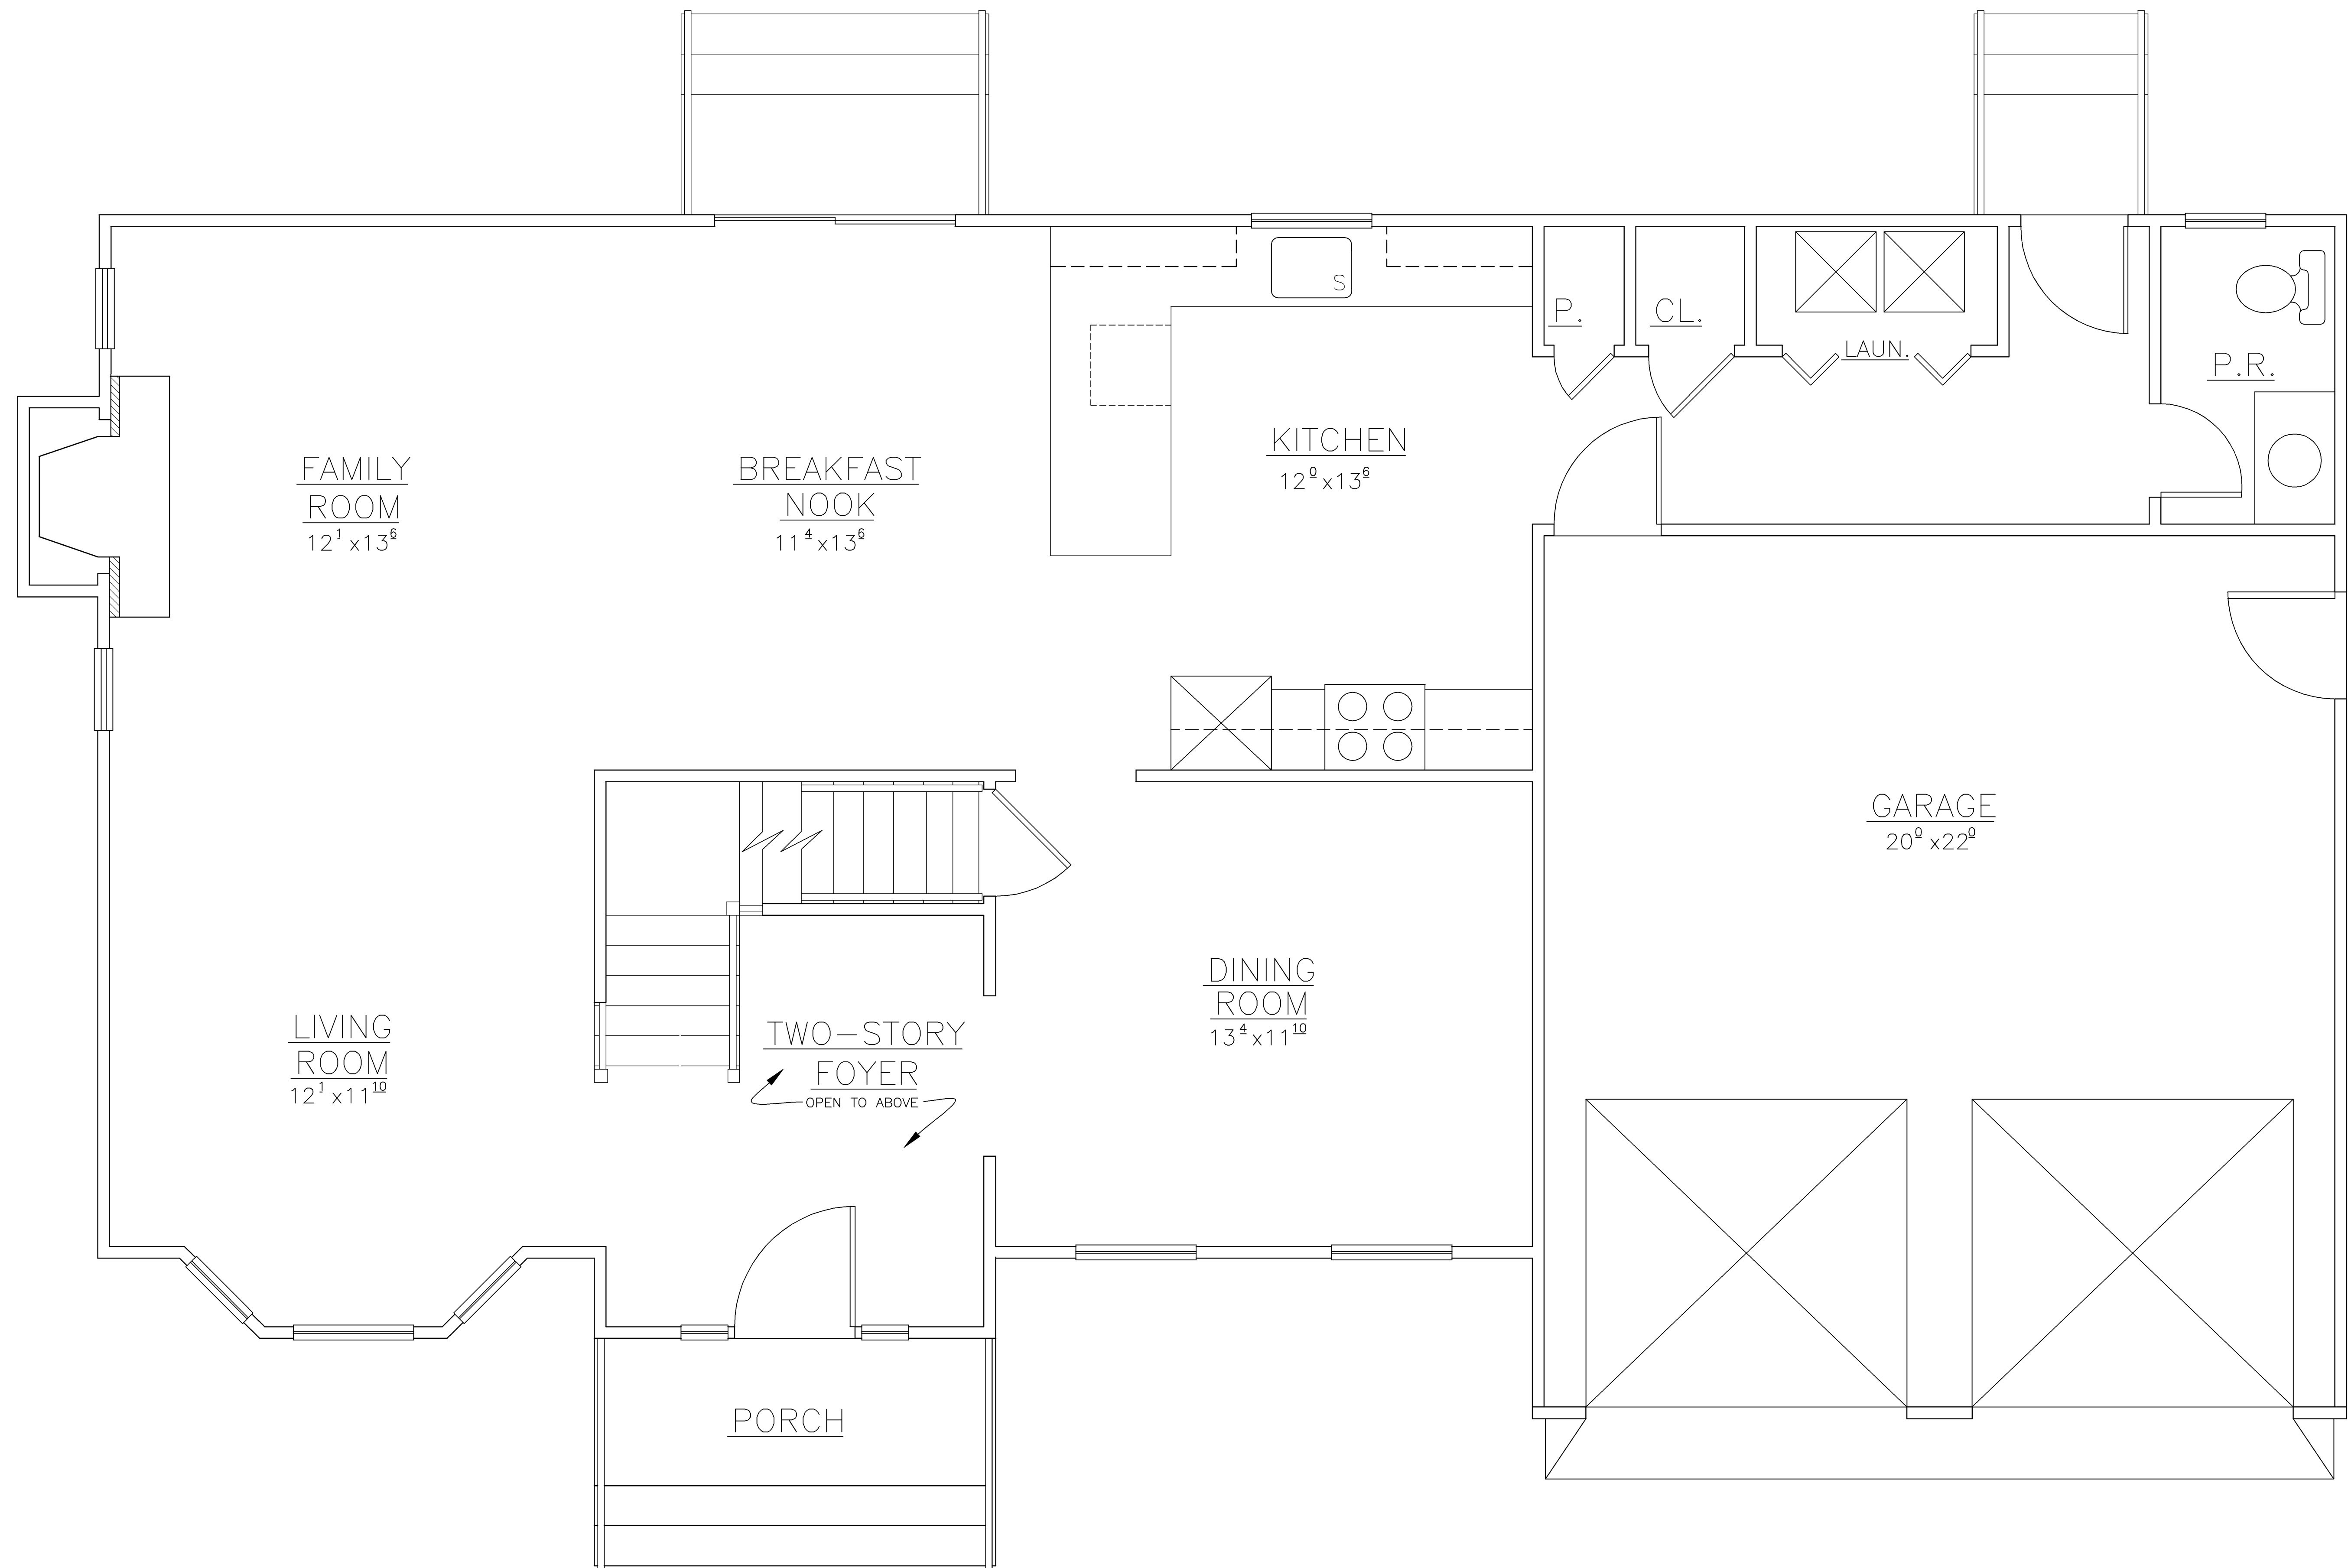 FAMILY
ROOM
12¹ x13⁶
BREAKFAST
NOOK
11⁴ x13⁶
KITCHEN
12⁰ x13⁶
S
P.
CL.
LAUN.
P.R.
GARAGE
20⁰ x22⁰
DINING
ROOM
13⁴ x11¹⁰
LIVING
ROOM
12¹ x11¹⁰
TWO-STORY
FOYER
OPEN TO ABOVE
PORCH